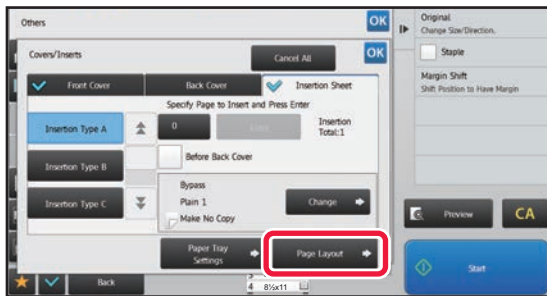 Others
OK
Original
Change Size/Direction.
Covers/Inserts
Cancel All
OK
Staple
Front Cover
Back Cover
Insertion Sheet
Margin Shift
Shift Position to Have Margin
Specify Page to Insert and Press Enter
Insertion Type A
0
Enter
Insertion
Total:1
Before Back Cover
Insertion Type B
Bypass
Plain 1
Change
Insertion Type C
Make No Copy
Preview
CA
Paper Tray
Settings
Page Layout
Start
Back
4 8½x11